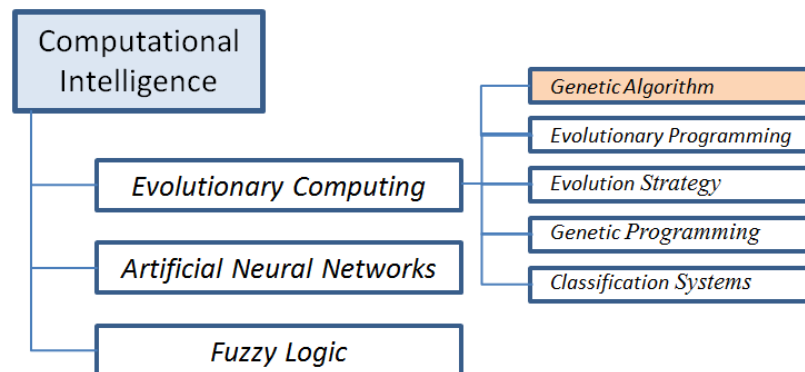 Computational
Intelligence
Genetic Algorithm
Evolutionary Programming
Evolutionary Computing
Evolution Strategy
Genetic Programming
Artificial Neural Networks
Classification Systems
Fuzzy Logic